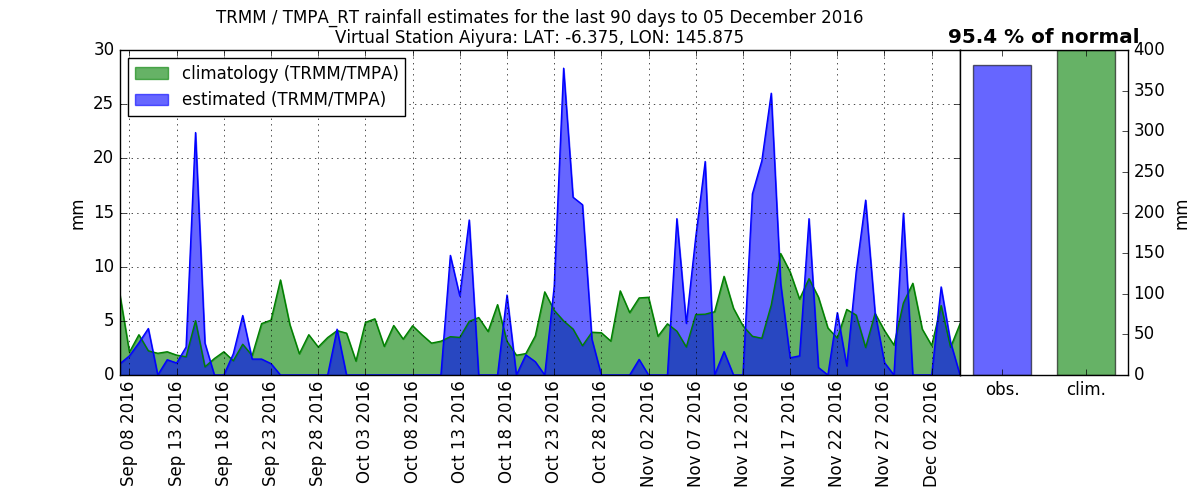 TRMM / TMPA_RT rainfall estimates for the last 90 days to 05 December 2016
Virtual Station Aiyura: LAT: -6.375, LON: 145.875
95.4 % of normal
climatology (TRMM/TMPA)
estimated (TRMM/TMPA)
30
25
20
15
10
5
0
mm
400
350
300
250
200
150
100
50
0
mm
Sep 08 2016
Sep 13 2016
Sep 18 2016
Sep 23 2016
Sep 28 2016
Oct 03 2016
Oct 08 2016
Oct 13 2016
Oct 18 2016
Oct 23 2016
Oct 28 2016
Nov 02 2016
Nov 07 2016
Nov 12 2016
Nov 17 2016
Nov 22 2016
Nov 27 2016
Dec 02 2016
obs.
clim.